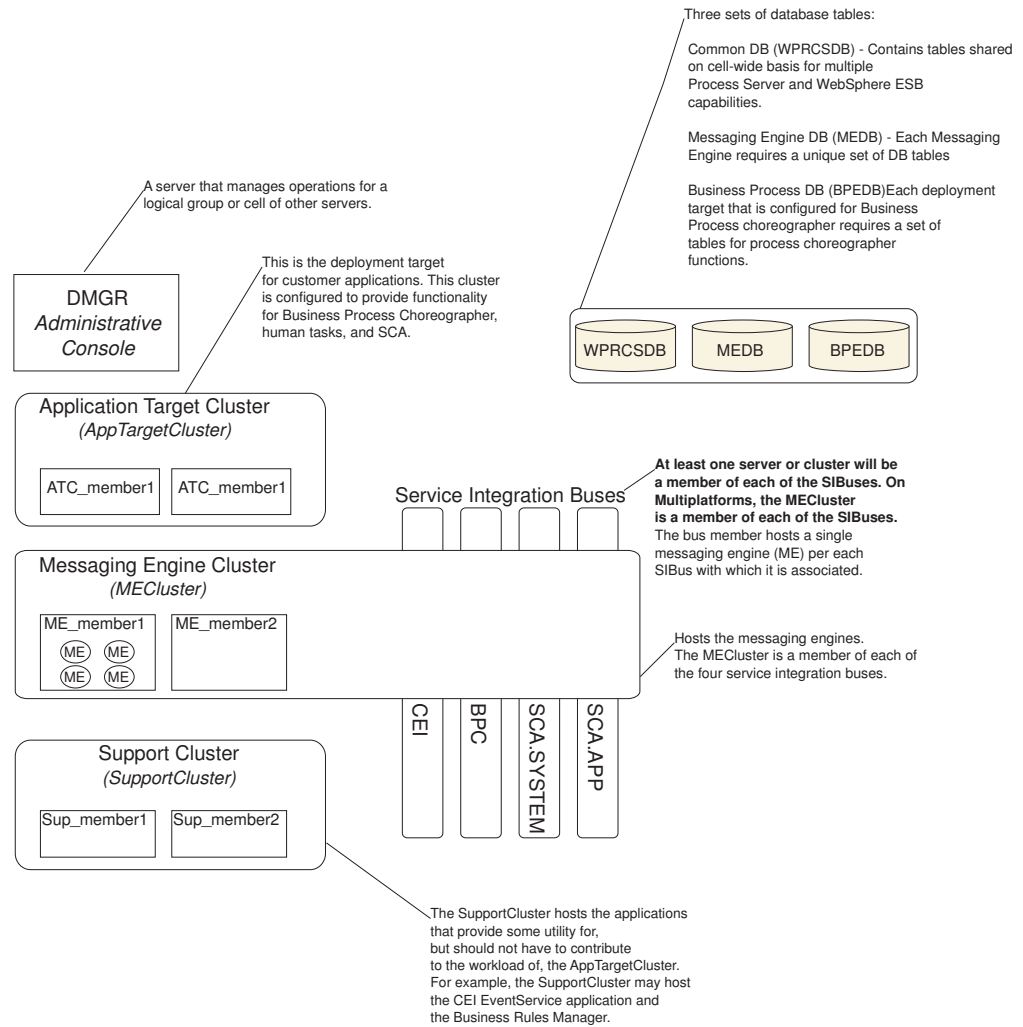 Three sets of database tables:
Common DB (WPRCSDB) - Contains tables shared
on cell-wide basis for multiple
Process Server and WebSphere ESB
capabilities.
Messaging Engine DB (MEDB) - Each Messaging
Engine requires a unique set of DB tables
Business Process DB (BPEDB)Each deployment
target that is configured for Business
Process choreographer requires a set of
tables for process choreographer
functions.
A server that manages operations for a
logical group or cell of other servers.
This is the deployment target
for customer applications. This cluster
is configured to provide functionality
for Business Process Choreographer,
human tasks, and SCA.
DMGR
Administrative
Console
WPRCSDB
MEDB
BPEDB
Application Target Cluster
(AppTargetCluster)
ATC_member1
ATC_member1
Service Integration Buses
At least one server or cluster will be
a member of each of the SIBuses. On
Multiplatforms, the MECluster
is a member of each of the SIBuses.
The bus member hosts a single
messaging engine (ME) per each
SIBus with which it is associated.
Messaging Engine Cluster
(MECluster)
ME_member1
ME_member2
ME
ME
ME
ME
Hosts the messaging engines.
The MECluster is a member of each of
the four service integration buses.
CEI
BPC
SCA.SYSTEM
SCA.APP
Support Cluster
(SupportCluster)
Sup_member1
Sup_member2
The SupportCluster hosts the applications
that provide some utility for,
but should not have to contribute
to the workload of, the AppTargetCluster.
For example, the SupportCluster may host
the CEI EventService application and
the Business Rules Manager.